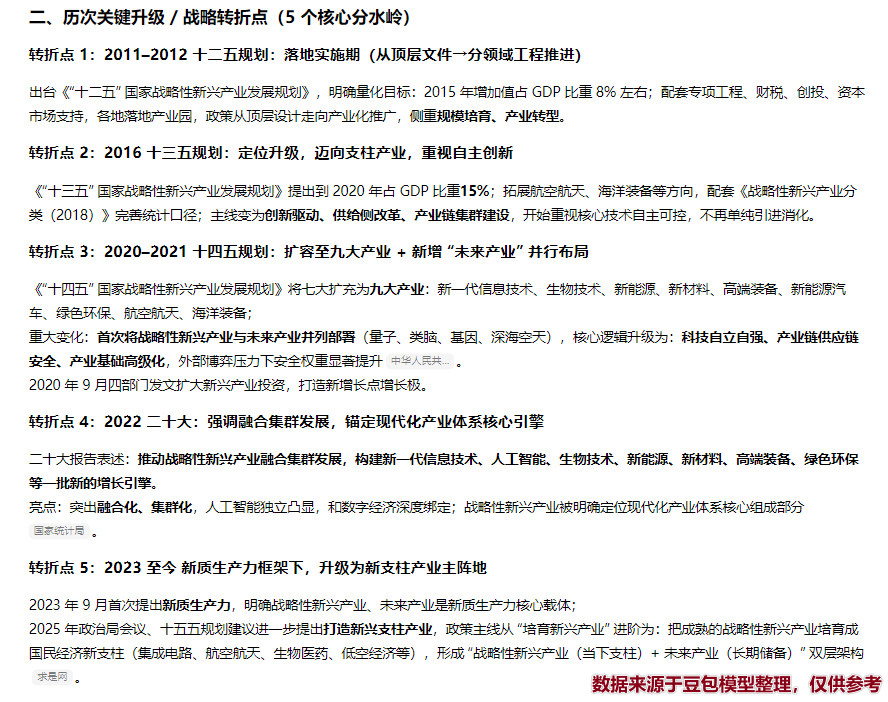 二、历次关键升级 / 战略转折点（5 个核心分水岭）
转折点 1：2011–2012 十二五规划：落地实施期（从顶层文件→分领域工程推进）
出台《“十二五”国家战略性新兴产业发展规划》，明确量化目标：2015 年增加值占 GDP 比重 8% 左右；配套专项工程、财税、创投、资本
市场支持，各地落地产业园，政策从顶层设计走向产业化推广，侧重规模培育、产业转型。
转折点 2：2016 十三五规划：定位升级，迈向支柱产业，重视自主创新
《“十三五”国家战略性新兴产业发展规划》提出到 2020 年占 GDP 比重15%；拓展航空航天、海洋装备等方向，配套《战略性新兴产业分
类（2018）》完善统计口径；主线变为创新驱动、供给侧改革、产业链集群建设，开始重视核心技术自主可控，不再单纯引进消化。
转折点 3：2020–2021 十四五规划：扩容至九大产业 + 新增“未来产业”并行布局
《“十四五”国家战略性新兴产业发展规划》将七大扩充为九大产业：新一代信息技术、生物技术、新能源、新材料、高端装备、新能源汽
车、绿色环保、航空航天、海洋装备；
重大变化：首次将战略性新兴产业与未来产业并列部署（量子、类脑、基因、深海空天），核心逻辑升级为：科技自立自强、产业链供应链
安全、产业基础高级化，外部博弈压力下安全权重显著提升 中华人民共... 。
2020 年 9 月四部门发文扩大新兴产业投资，打造新增长点增长极。
转折点 4：2022 二十大：强调融合集群发展，锚定现代化产业体系核心引擎
二十大报告表述：推动战略性新兴产业融合集群发展，构建新一代信息技术、人工智能、生物技术、新能源、新材料、高端装备、绿色环保
等一批新的增长引擎。
亮点：突出融合化、集群化，人工智能独立凸显，和数字经济深度绑定；战略性新兴产业被明确定位现代化产业体系核心组成部分
国家统计局 。
转折点 5：2023 至今 新质生产力框架下，升级为新支柱产业主阵地
2023 年 9 月首次提出新质生产力，明确战略性新兴产业、未来产业是新质生产力核心载体；
2025 年政治局会议、十五五规划建议进一步提出打造新兴支柱产业，政策主线从“培育新兴产业”进阶为：把成熟的战略性新兴产业培育成
国民经济新支柱（集成电路、航空航天、生物医药、低空经济等），形成“战略性新兴产业（当下支柱）+ 未来产业（长期储备）”双层架构
求是网 。
数据来源于豆包模型整理，仅供参考